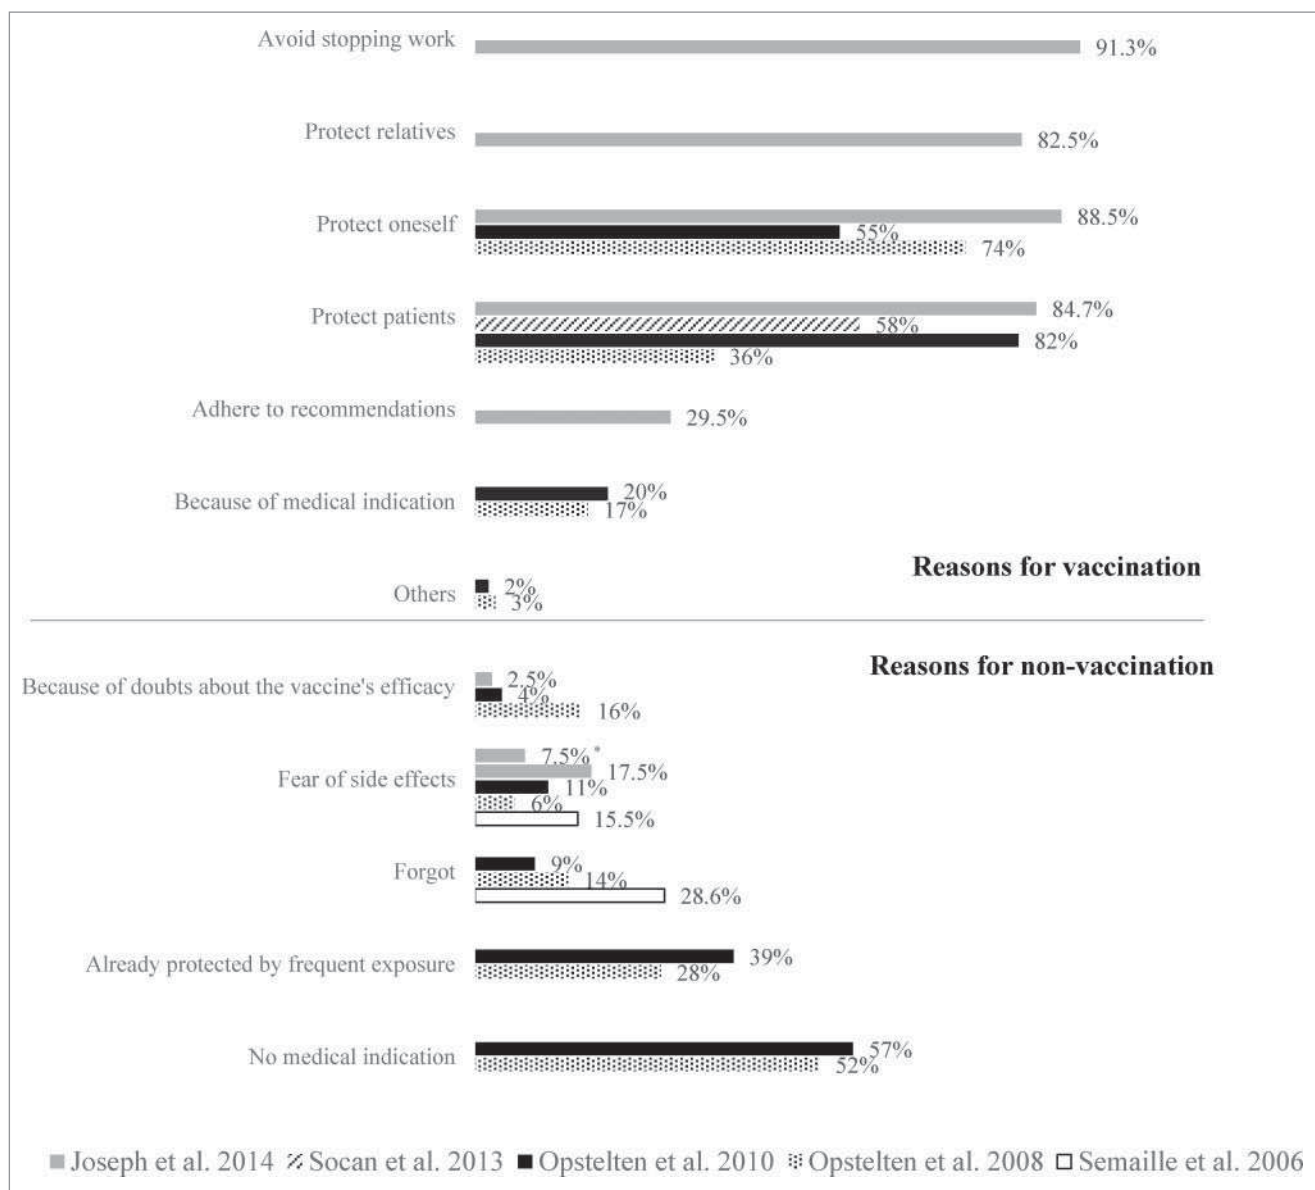 Avoid stopping work 91.3%
Protect relatives 82.5%
88.5%
Protect oneself 55%
74%
84.7%
Protect patients 58%
82%
36%
Adhere to recommendations 29.5%
20%
Because of medical indication 17%
Reasons for vaccination
2%
Others 3%
Reasons for non-vaccination
2.5%
Because of doubts about the vaccine's efficacy 4%
16%
7.5% *
17.5%
Fear of side effects 11%
6%
15.5%
9%
Forgot 14%
28.6%
39%
Already protected by frequent exposure 28%
57%
No medical indication 52%
Joseph et al. 2014 Socan et al. 2013 Opstelten et al. 2010 Opstelten et al. 2008 Semaille et al. 2006